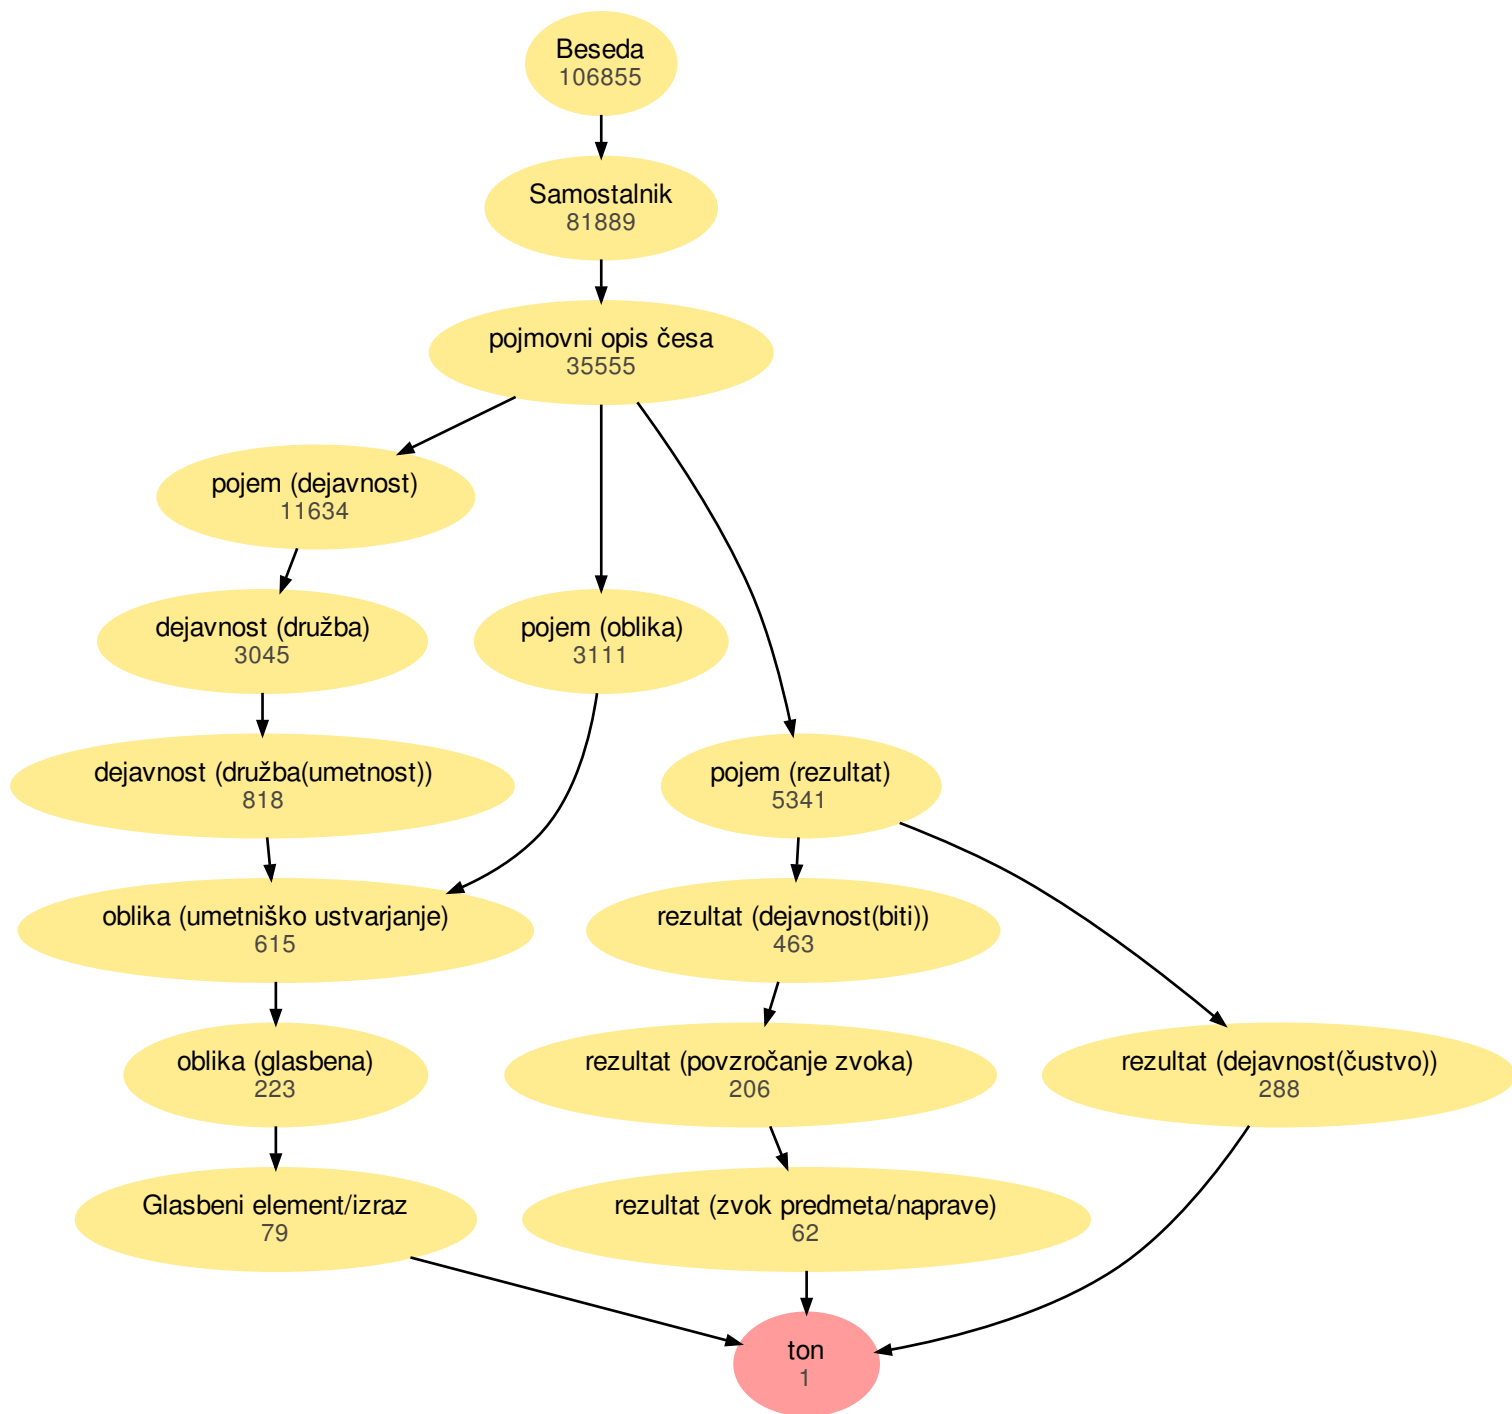 Beseda
106855
Samostalnik
81889
pojmovni opis česa
35555
pojem (dejavnost)
11634
dejavnost (družba)
3045
pojem (oblika)
3111
dejavnost (družba(umetnost))
818
pojem (rezultat)
5341
oblika (umetniško ustvarjanje)
615
rezultat (dejavnost(biti))
463
oblika (glasbena)
223
rezultat (povzročanje zvoka)
206
rezultat (dejavnost(čustvo))
288
Glasbeni element/izraz
79
rezultat (zvok predmeta/naprave)
62
ton
1